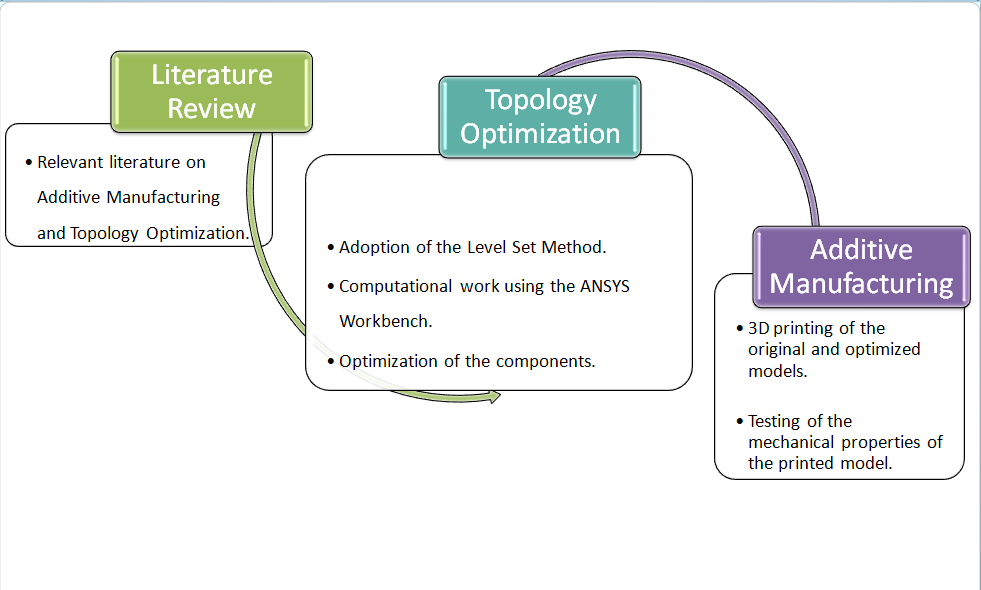 Literature
Review
• Relevant literature on
Additive Manufacturing
and Topology Optimization.
Topology
Optimization
• Adoption of the Level Set Method.
• Computational work using the ANSYS
Workbench.
• Optimization of the components.
Additive
Manufacturing
• 3D printing of the
original and optimized
models.
• Testing of the
mechanical properties of
the printed model.